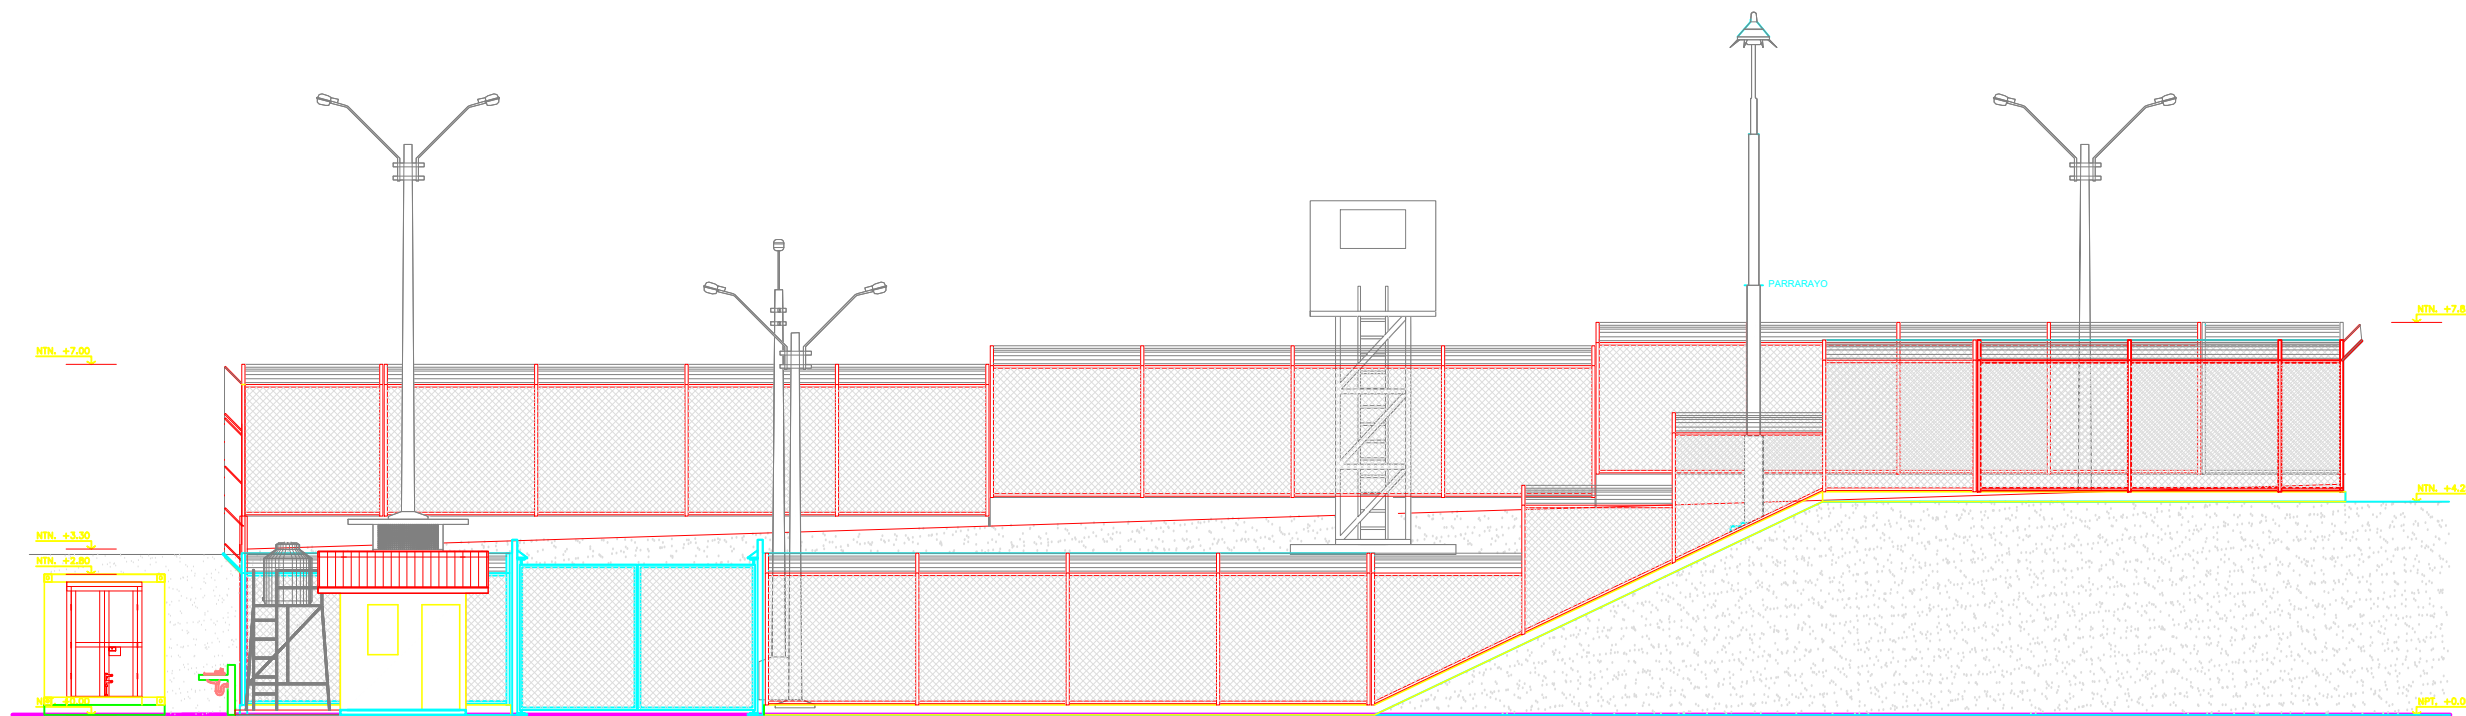 PARRARAYO
NTN. +7.8
NTN. +7.00
NTN. +4.2
NTN. +3.30
NTN. +2.80
NPT. +0.0